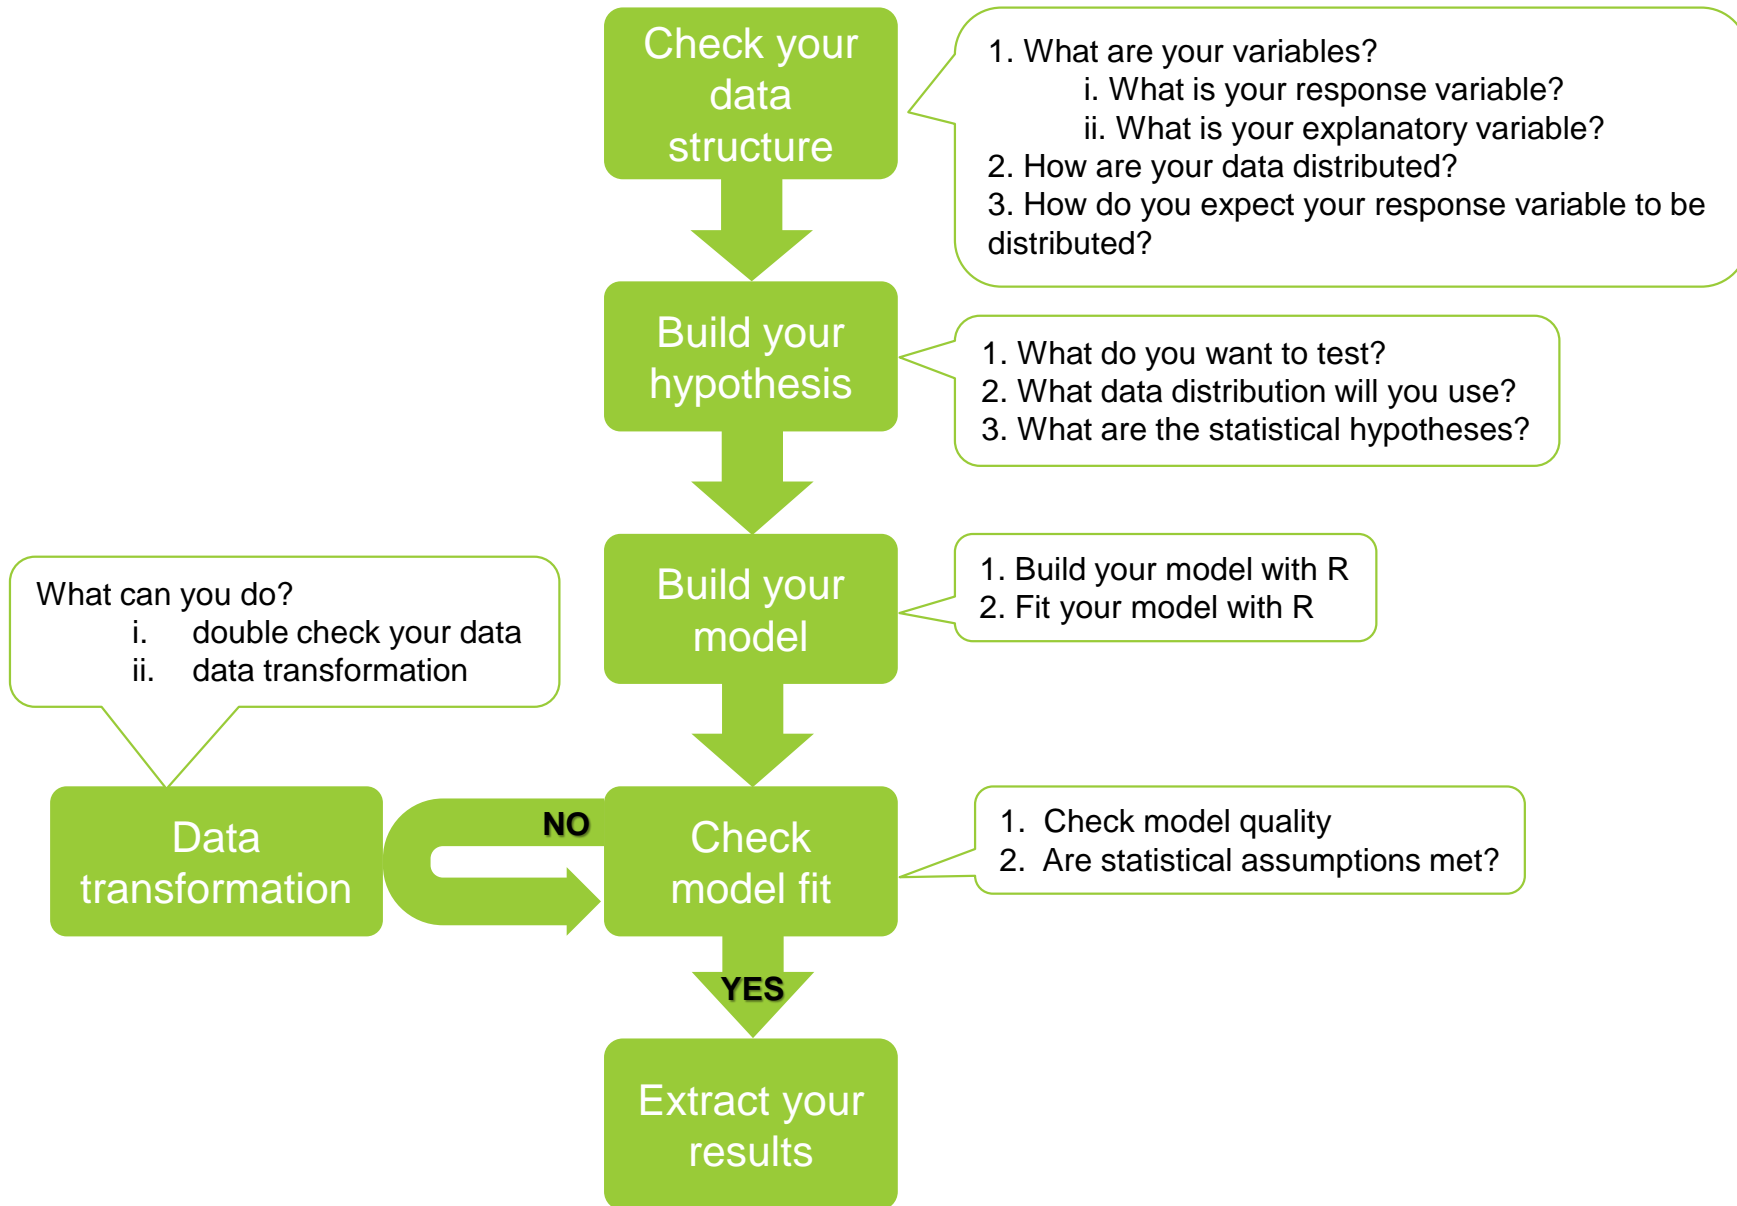 Check your
data
structure
1. What are your variables?
i. What is your response variable?
ii. What is your explanatory variable?
2. How are your data distributed?
3. How do you expect your response variable to be
distributed?
Build your
hypothesis
1. What do you want to test?
2. What data distribution will you use?
3. What are the statistical hypotheses?
Build your
model
1. Build your model with R
2. Fit your model with R
What can you do?
i. double check your data
ii. data transformation
Data
transformation
NO
Check
model fit
1. Check model quality
2. Are statistical assumptions met?
YES
Extract your
results